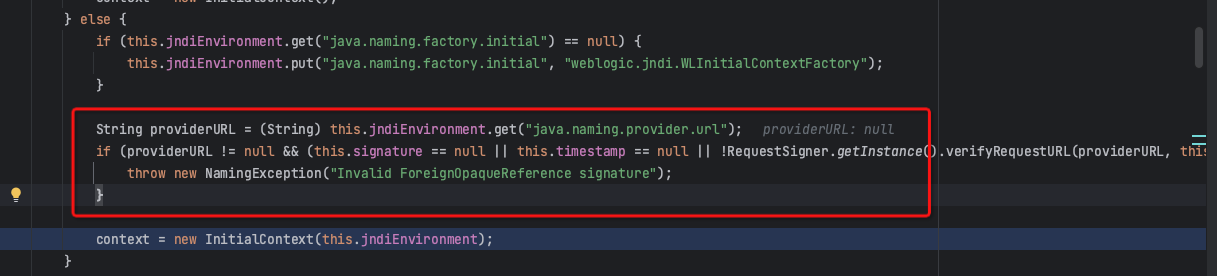 context = new InitialContext();
} else {
if (this.jndiEnvironment.get("java.naming.factory.initial") == null) {
this.jndiEnvironment.put("java.naming.factory.initial", "weblogic.jndi.WLInitialContextFactory");
}
String providerURL = (String) this.jndiEnvironment.get("java.naming.provider.url"); providerURL: null
if (providerURL != null && (this.signature == null || this.timestamp == null || !RequestSigner.getInstance().verifyRequestURL(providerURL, this
throw new NamingException("Invalid ForeignOpaqueReference signature");
}
context = new InitialContext(this.jndiEnvironment);
}